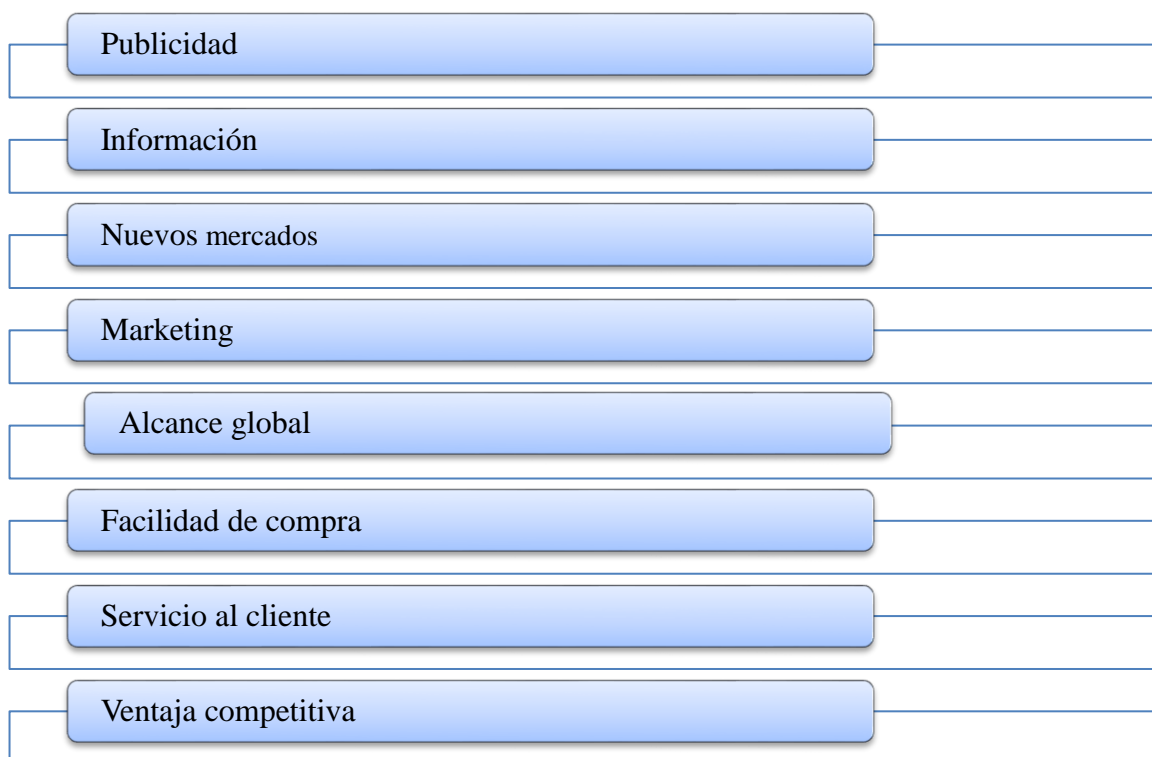 Publicidad
Información
Nuevos mercados
Marketing
Alcance global
Facilidad de compra
Servicio al cliente
Ventaja competitiva